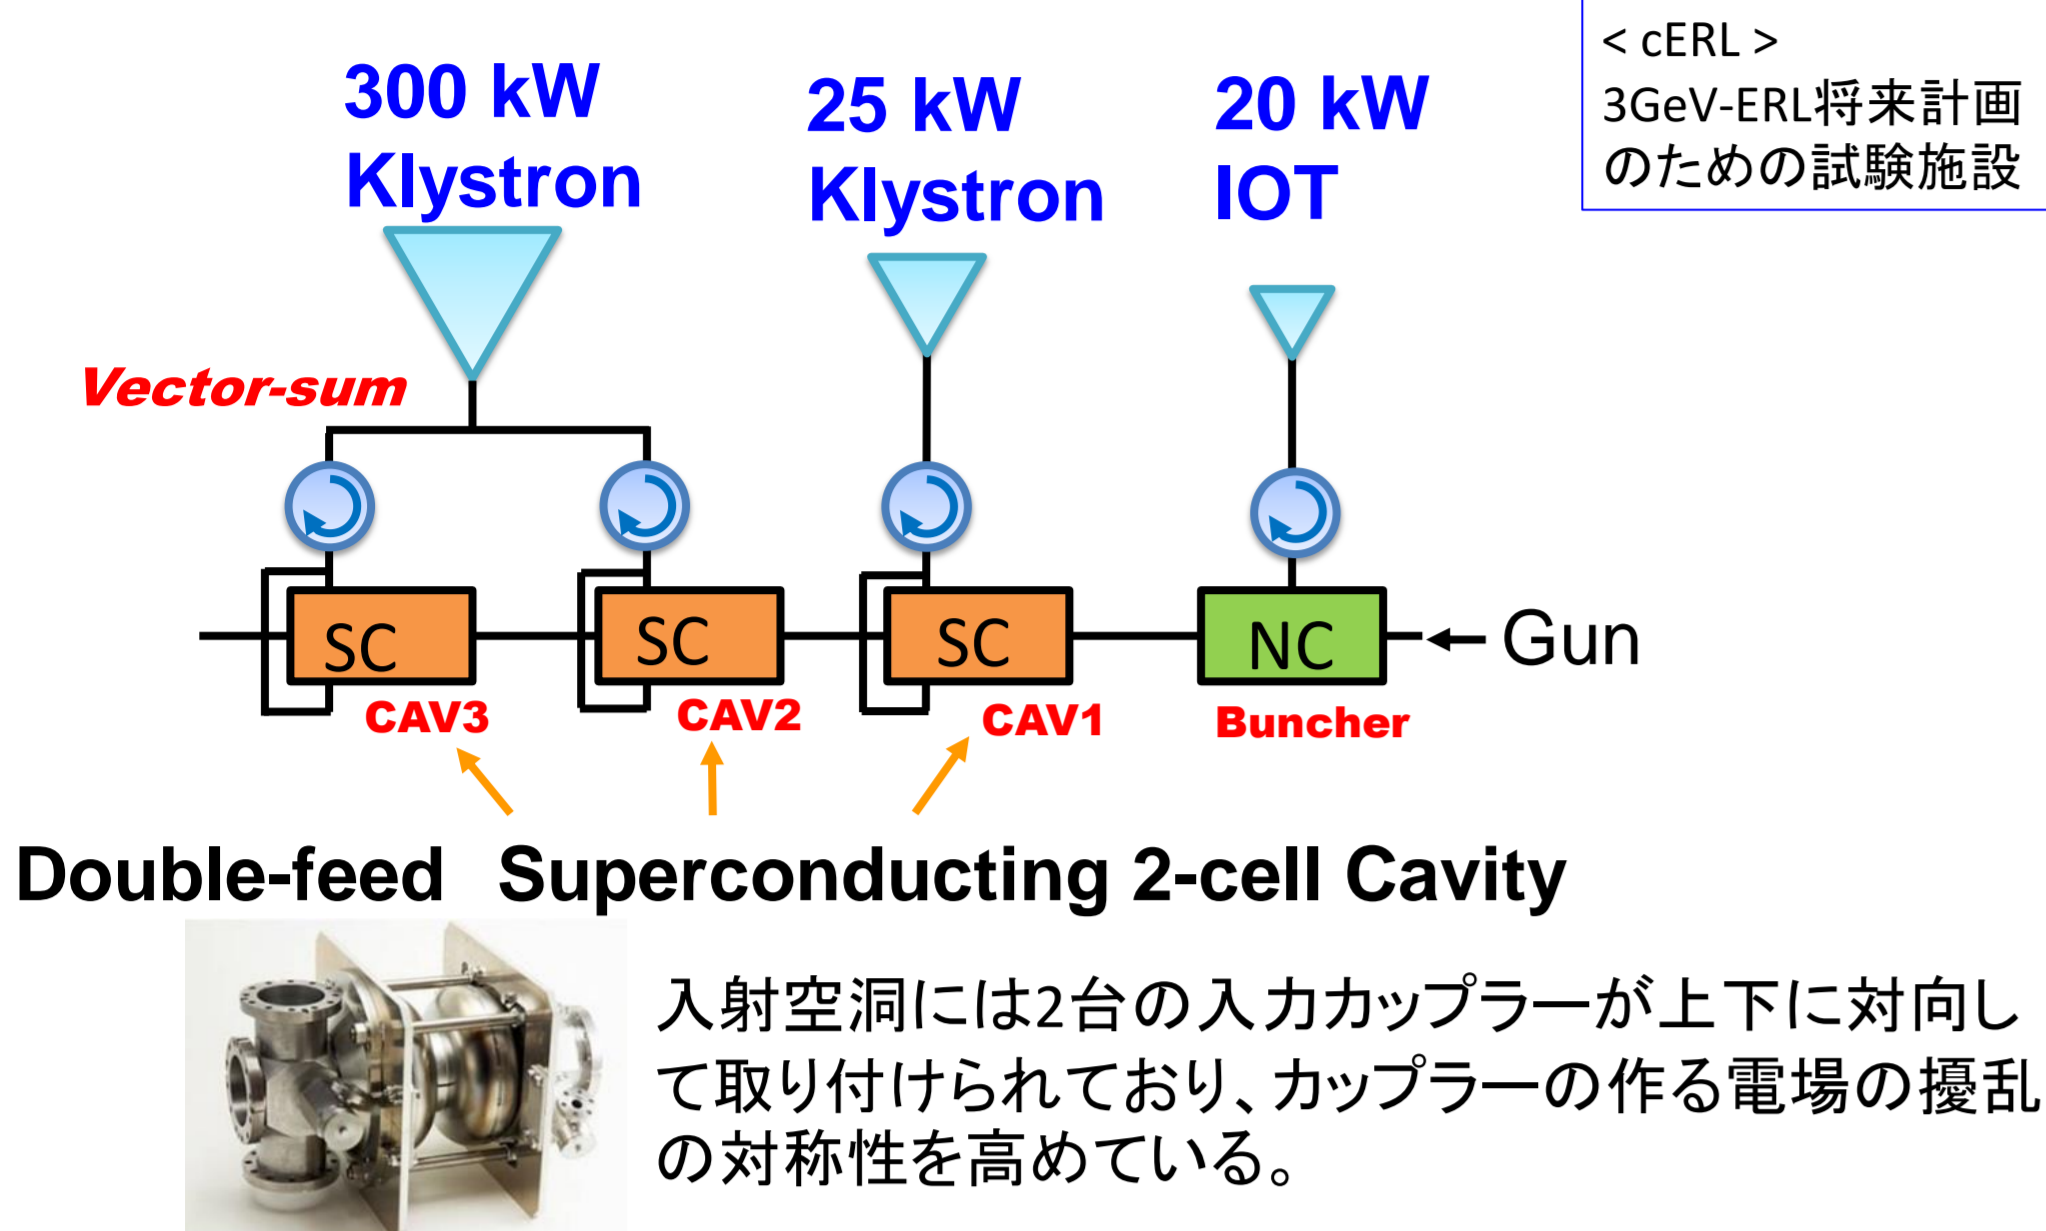 < cERL >
3GeV-ERL将来計画
のための試験施設
300 kW
Klystron
25 kW
Klystron
20 kW
IOT
Vector-sum
SC
SC
SC
NC
Gun
CAV3
CAV2
CAV1
Buncher
Double-feed Superconducting 2-cell Cavity
入射空洞には2台の入力カップラーが上下に対向し
て取り付けられており、カップラーの作る電場の擾乱
の対称性を高めている。